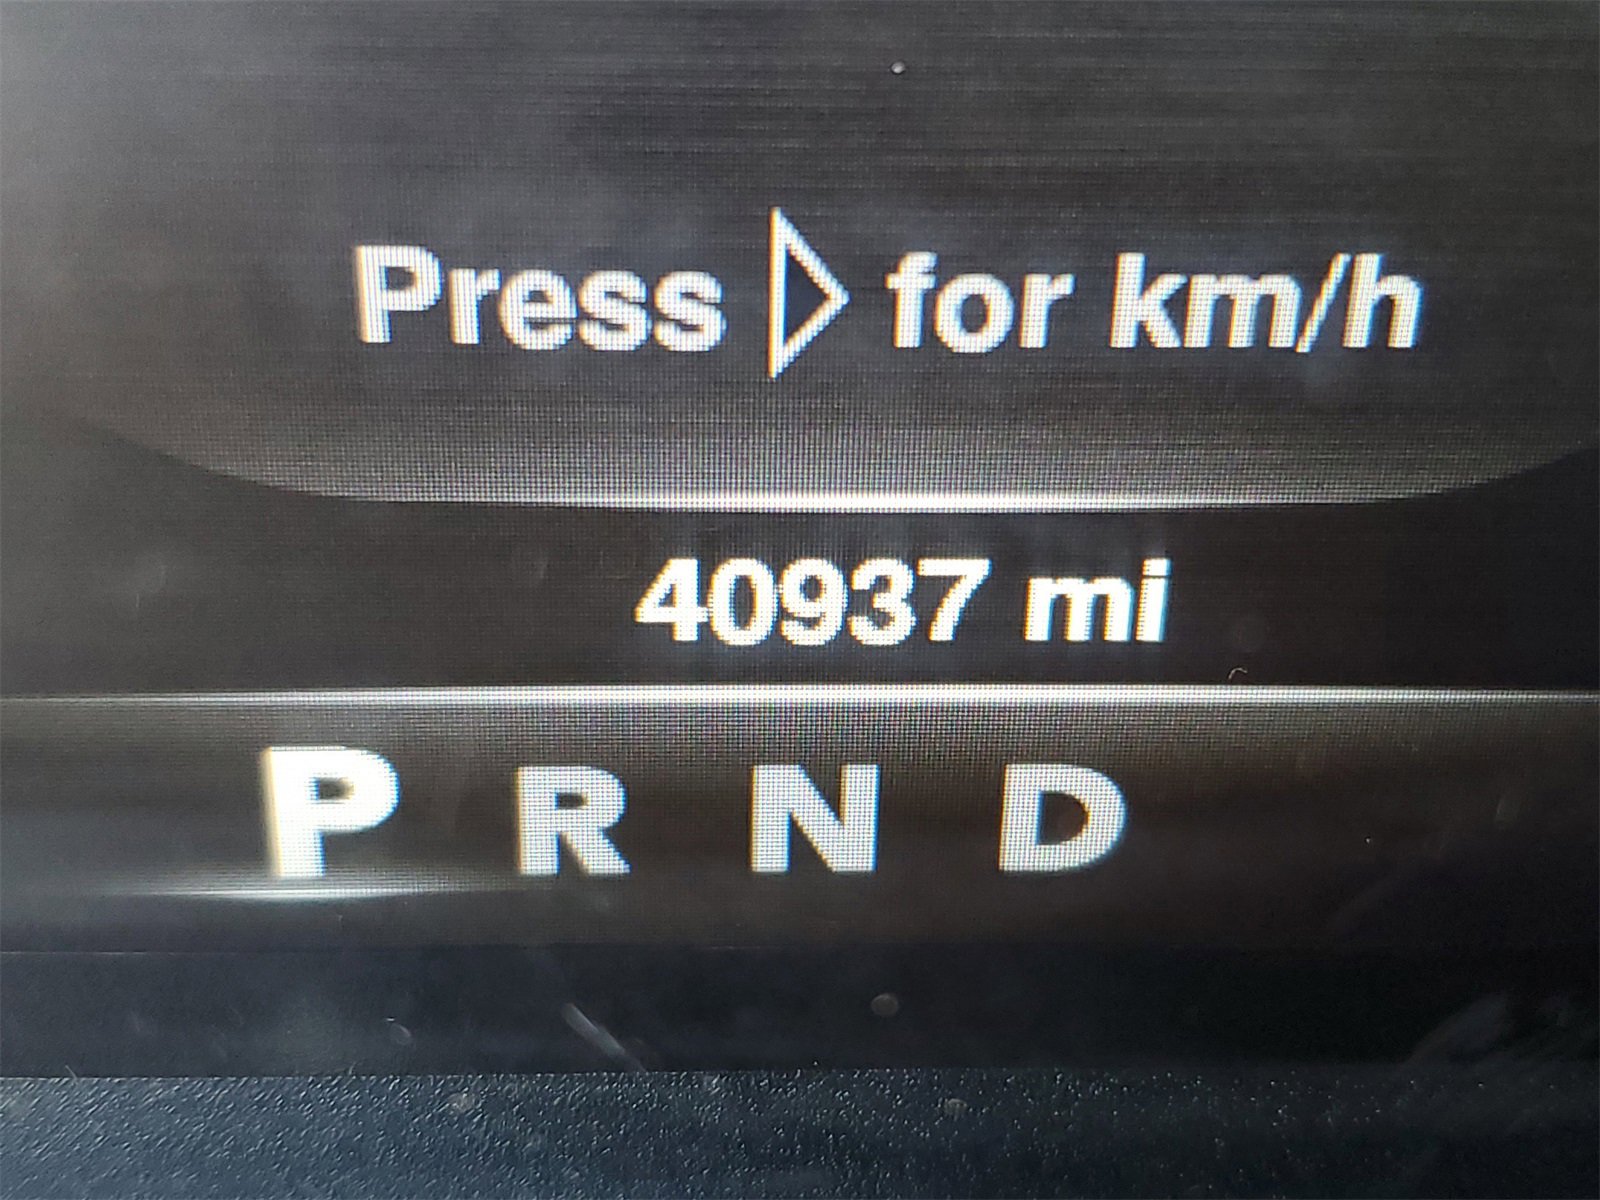 Press ▷ for km/h
40937 mi
P R N D